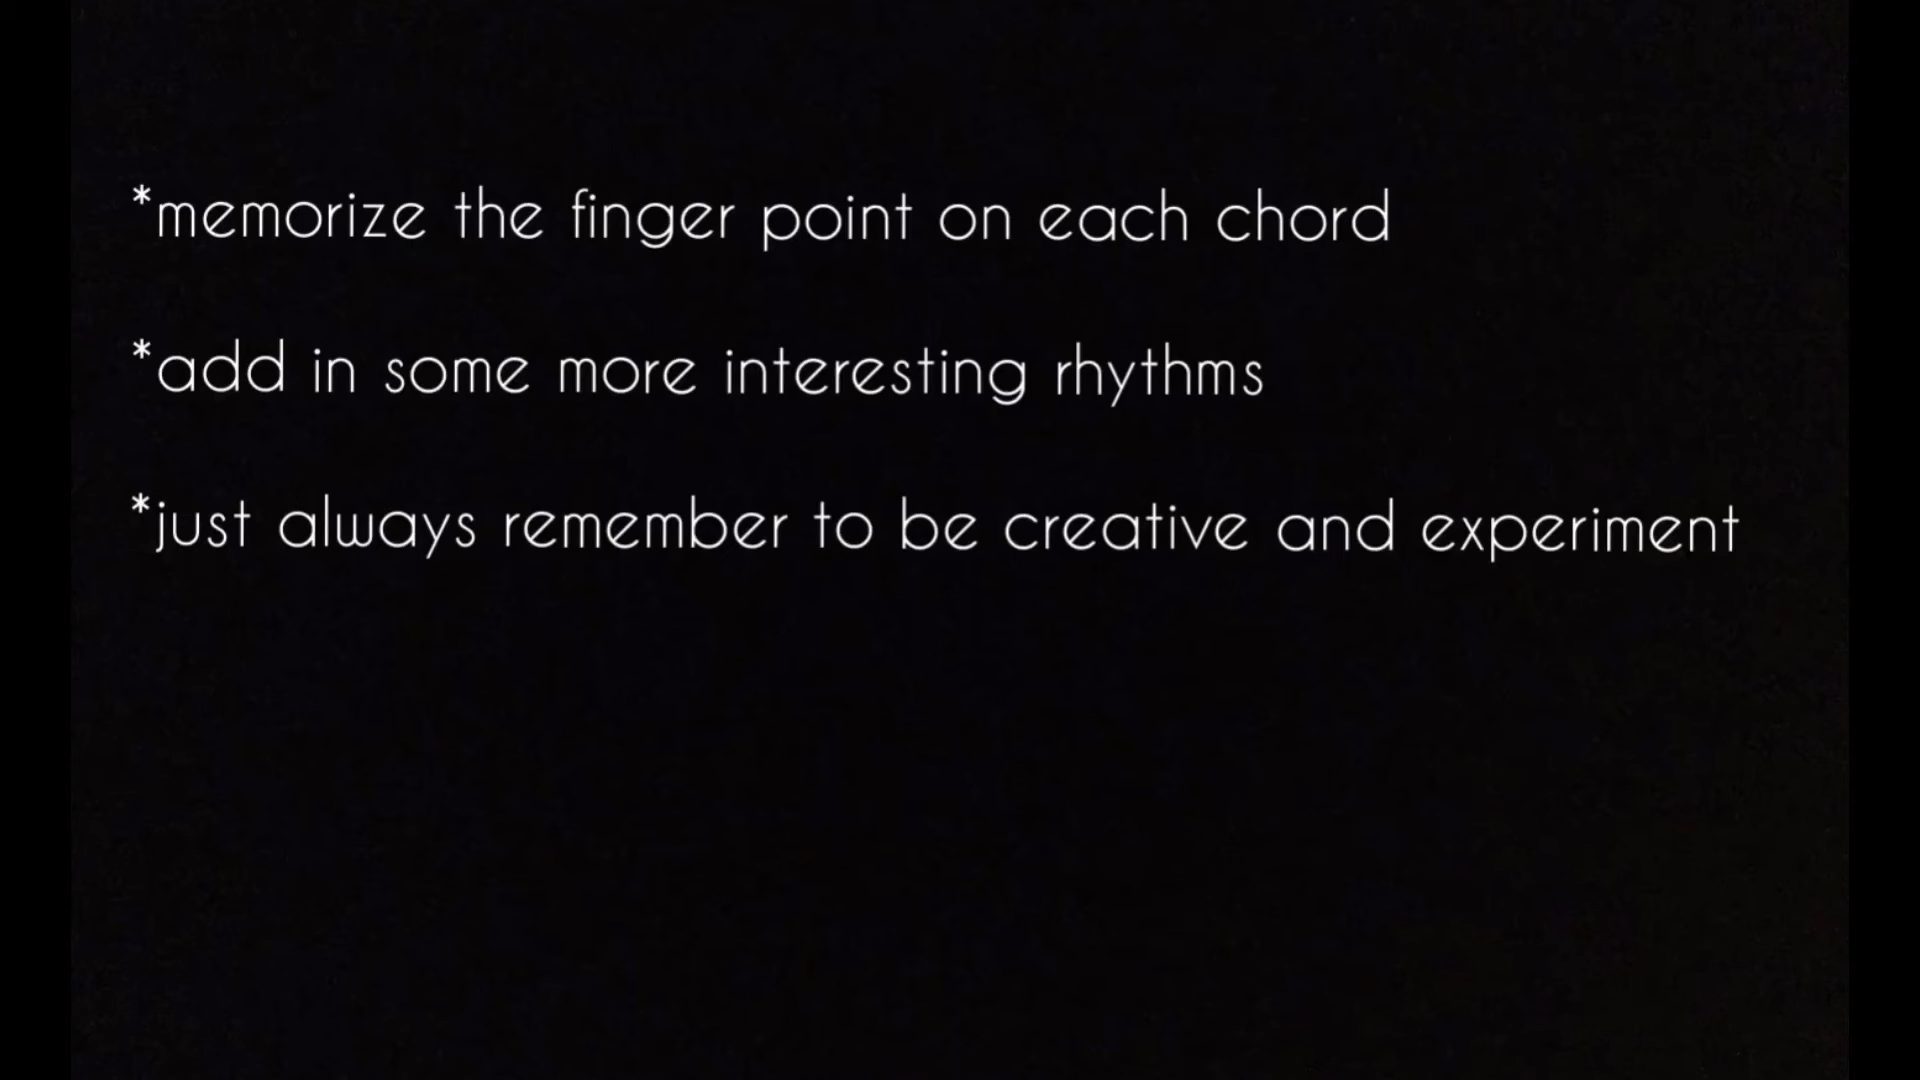 *memorize the finger point on each chord
*add in some more interesting rhythms
*just always remember to be creative and experiment